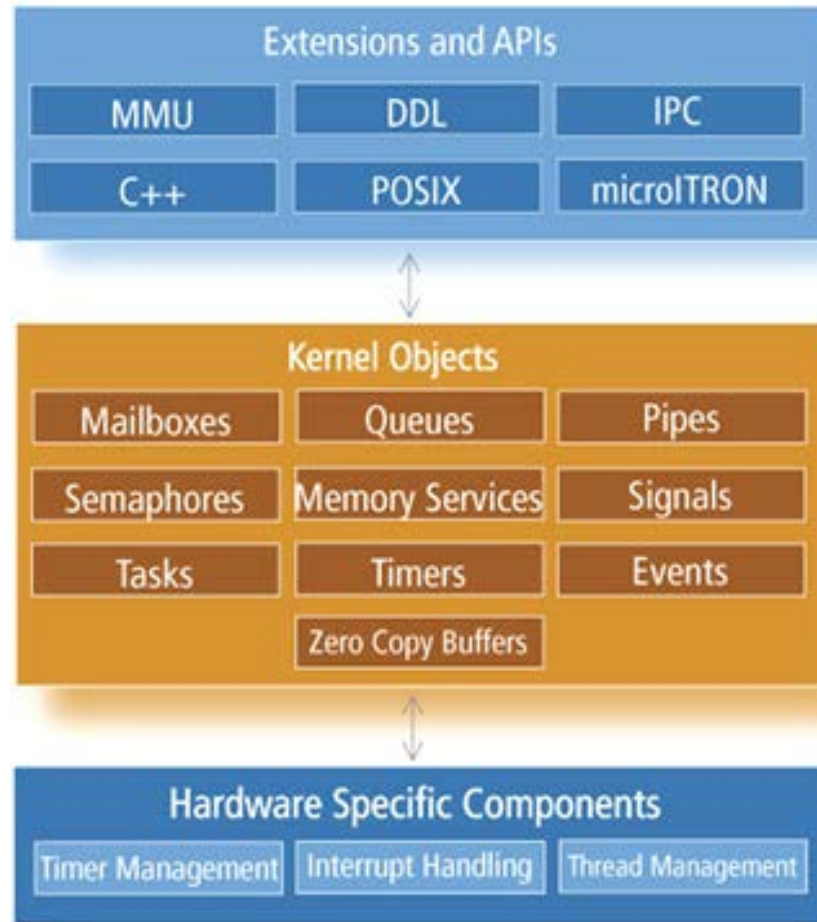 Extensions and APIs
MMU
DDL
IPC
C++
POSIX
microITRON
Kernel Objects
Mailboxes
Queues
Pipes
Semaphores
Memory Services
Signals
Tasks
Timers
Events
Zero Copy Buffers
Hardware Specific Components
Timer Management
Interrupt Handling
Thread Management